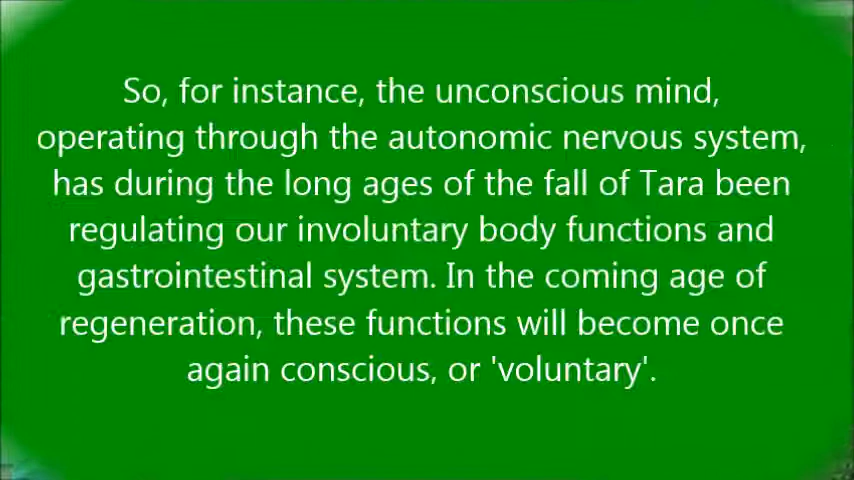 So, for instance, the unconscious mind,
operating through the autonomic nervous system,
has during the long ages of the fall of Tara been
regulating our involuntary body functions and
gastrointestinal system. In the coming age of
regeneration, these functions will become once
again conscious, or 'voluntary'.